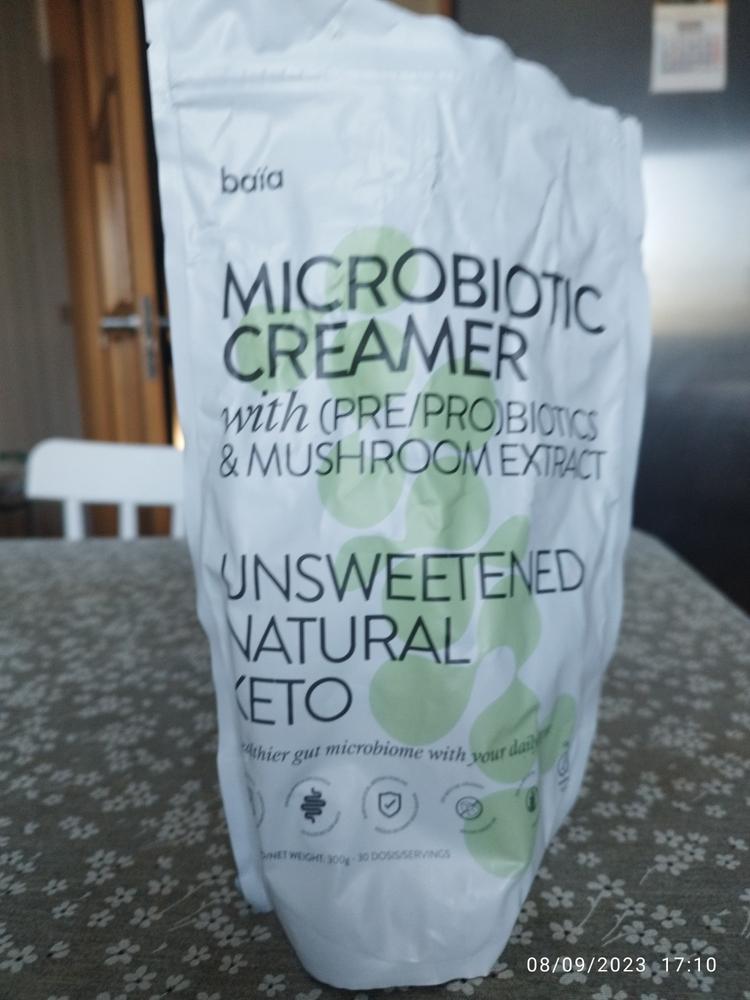 baïa
MICROBIOTIC
CREAMER
with (PRE/PRO)BIOTICS
& MUSHROOM EXTRACT
UNSWEETENED
NATURAL
KETO
gut microbiome with your
NET WEIGHT: 300g - 30 DOSIS/SERVINGS
08/09/2023 17:10